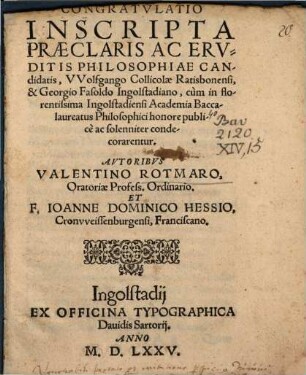 CONGRATVLATIO
INSCRIPTA
PRÆCLARIS AC ERV-
DITIS PHILOSOPHIAE CAN-
didatis, VVolfgango Collicolæ Ratisbonensi,
& Georgio Fasoldo Ingolstadiano, cùm in flo-
rentissima Ingolstadiensi Academia Bacca-
laureatus Philosophici honore publi-
cè ac solenniter conde-
corarentur.
Bav
2120
XIV,15
AVTORIBVS
VALENTINO ROTMARO,
Oratoriæ Profess. Ordinario.
ET
F. IOANNE DOMINICO HESSIO,
Cronvveissenburgensi, Franciscano.
Ingolstadij
EX OFFICINA TYPOGRAPHICA
Dauidis Sartorij.
ANNO
M. D. LXXV.